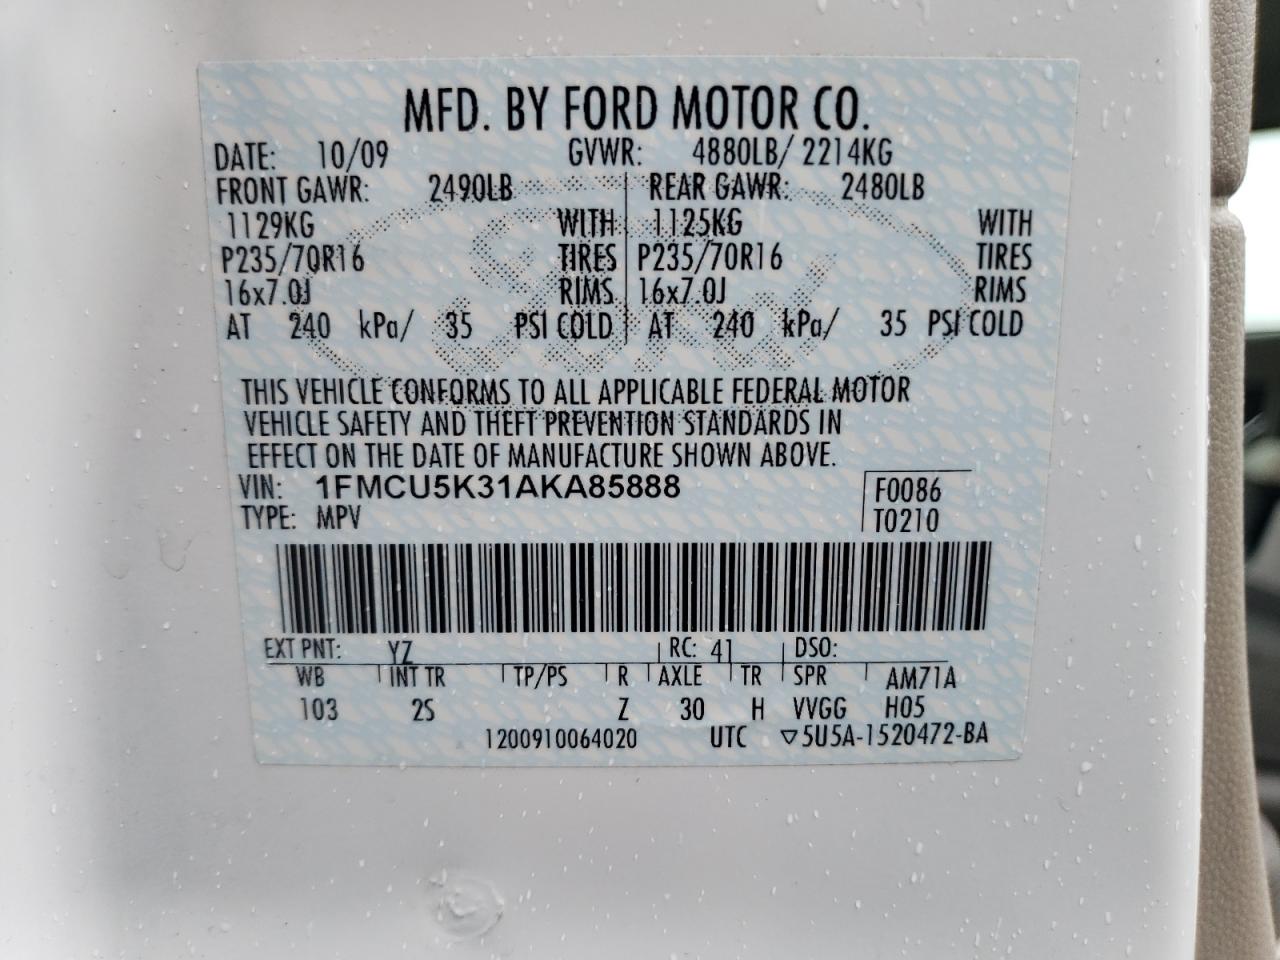 MFD. BY FORD MOTOR CO.
DATE: 10/09 GVWR: 4880LB/ 2214KG
FRONT GAWR: 2490LB REAR GAWR: 2480LB
1129KG WITH 1125KG WITH
P235/70R16 TIRES P235/70R16 TIRES
16x7.0J RIMS 16x7.0J RIMS
AT 240 kPa/ 35 PSI COLD AT 240 kPa/ 35 PSI COLD
THIS VEHICLE CONFORMS TO ALL APPLICABLE FEDERAL MOTOR
VEHICLE SAFETY AND THEFT PREVENTION STANDARDS IN
EFFECT ON THE DATE OF MANUFACTURE SHOWN ABOVE.
VIN: 1FMCU5K31AKA85888 F0086
TYPE: MPV T0210
EXT PNT: YZ RC: 41 DSO:
WB INT TR TP/PS R AXLE TR SPR AM71A
103 2S Z 30 H VVGG H05
1200910064020 UTC ▽5U5A-1520472-BA
Ford